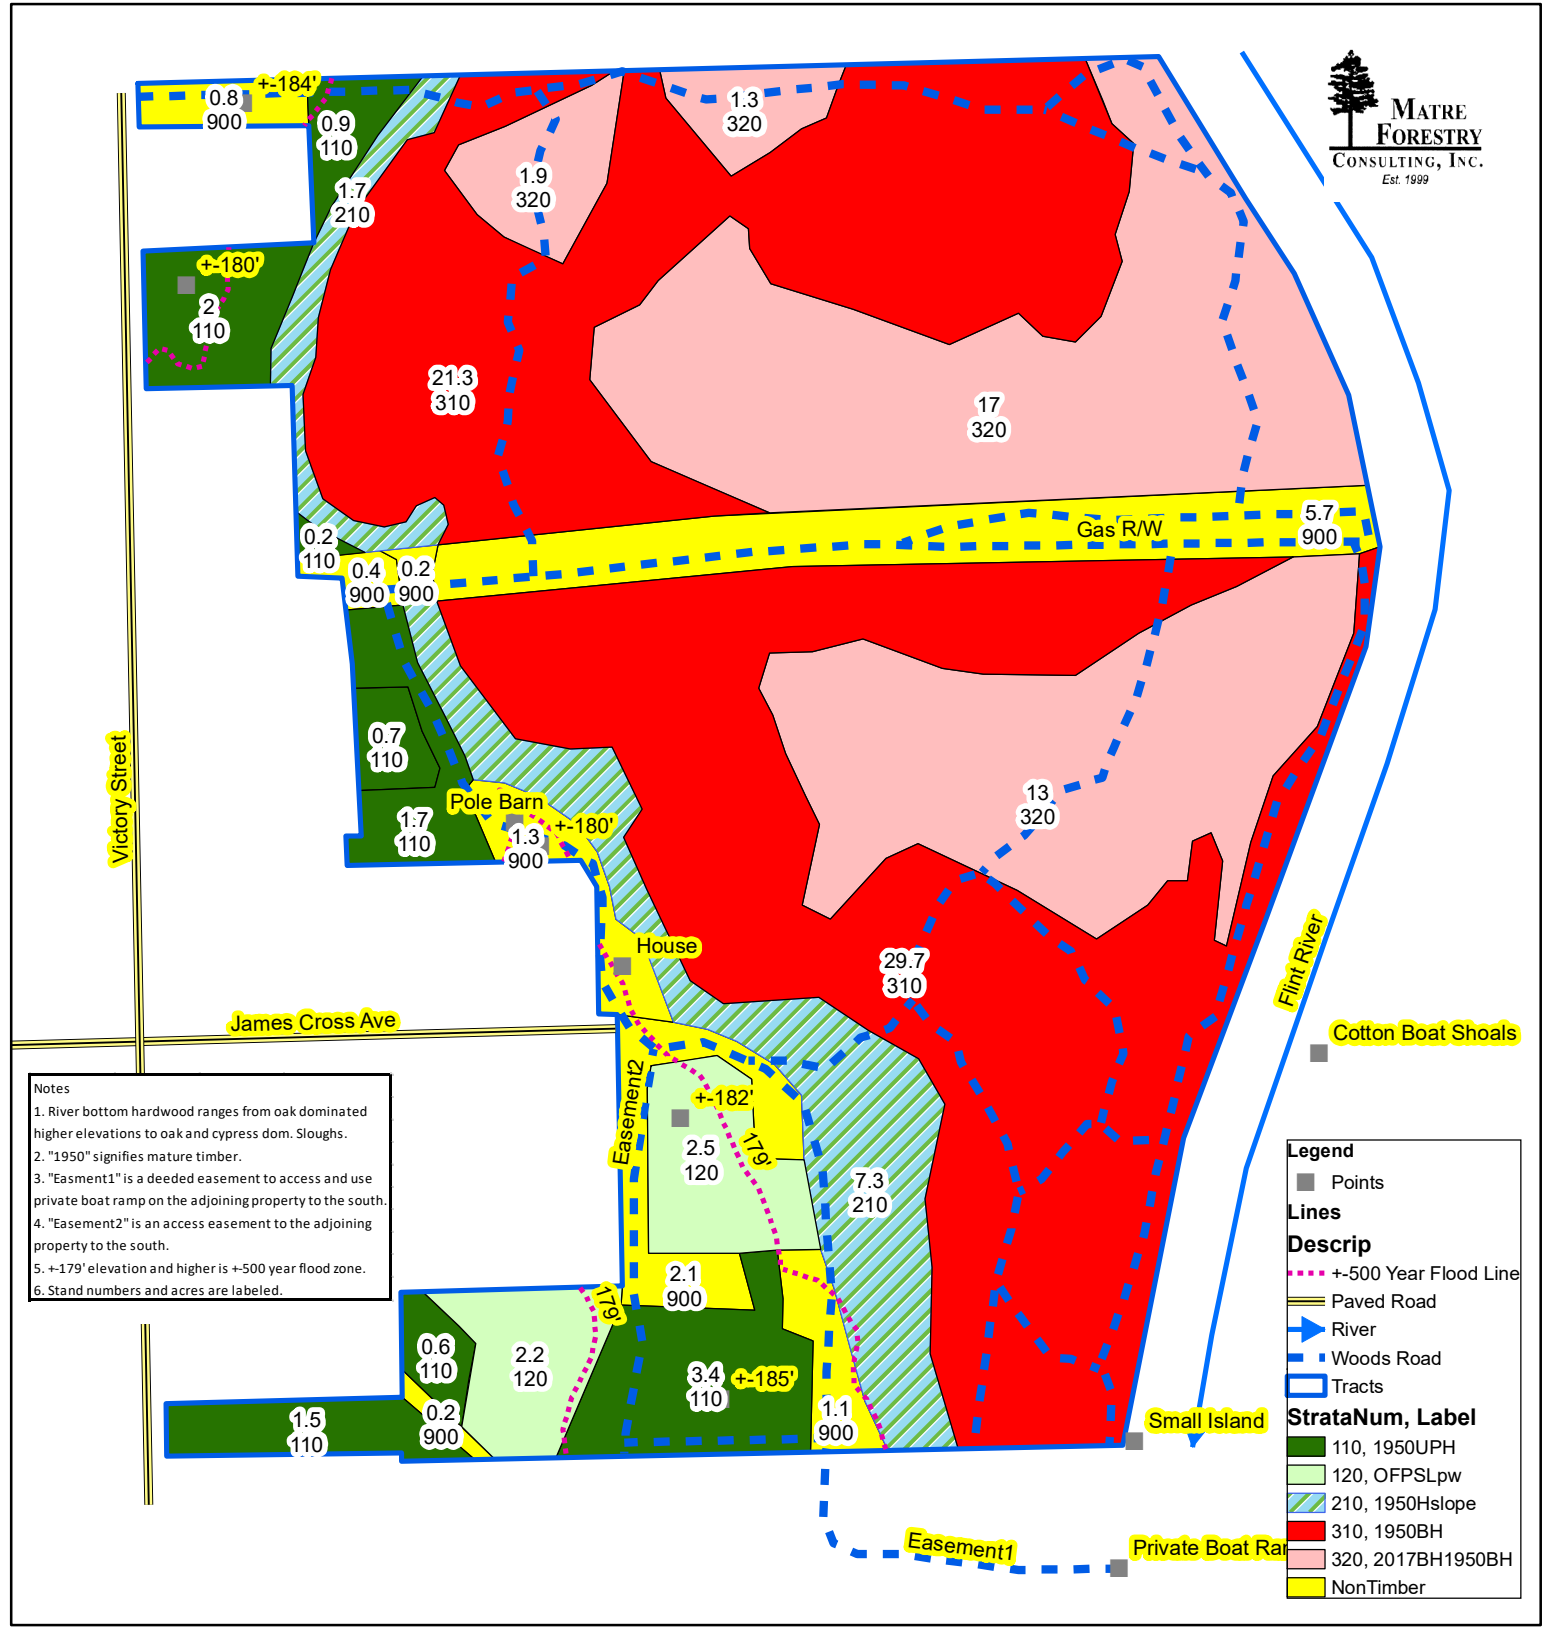 MATRE
FORESTRY
CONSULTING, INC.
Est. 1999
+-184'
0.8
900
0.9
110
1.3
320
1.9
320
1.7
210
+-180'
2
110
21.3
310
17
320
5.7
900
Gas R/W
0.2
110
0.4
900
0.2
900
0.7
110
Victory Street
Pole Barn
1.7
110
1.3
900
+-180'
13
320
House
29.7
310
Flint River
James Cross Ave
Cotton Boat Shoals
Easement2
+-182'
2.5
120
179'
7.3
210
Notes
1. River bottom hardwood ranges from oak dominated
higher elevations to oak and cypress dom. Sloughs.
2. "1950" signifies mature timber.
3. "Easment1" is a deeded easement to access and use
private boat ramp on the adjoining property to the south.
4. "Easement2" is an access easement to the adjoining
property to the south.
5. +-179' elevation and higher is +-500 year flood zone.
6. Stand numbers and acres are labeled.
2.1
900
179'
0.6
110
2.2
120
3.4
110
+-185'
0.2
900
1.5
110
1.1
900
Small Island
Easement1
Private Boat Ra
Legend
Points
Lines
Descrip
+-500 Year Flood Line
Paved Road
River
Woods Road
Tracts
StrataNum, Label
110, 1950UPH
120, OFPSLpw
210, 1950Hslope
310, 1950BH
320, 2017BH1950BH
NonTimber